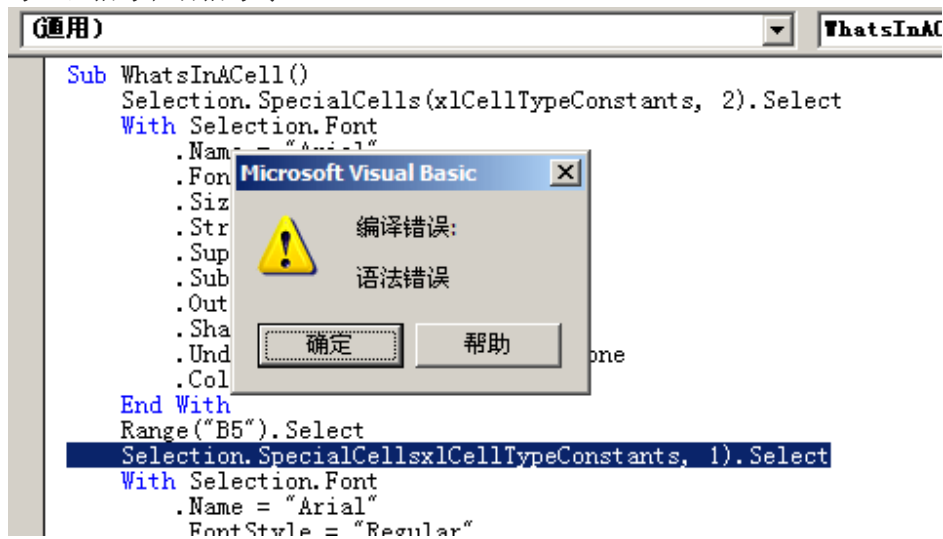 (通用)
WhatsInAC
Sub WhatsInACell()
Selection.SpecialCells(xlCellTypeConstants, 2).Select
With Selection.Font
.Name = "Arial"
.Fon
.Siz
.Str
.Sup
.Sub
.Out
.Sha
.Und
one
.Col
Microsoft Visual Basic
编译错误:
语法错误
确定
帮助
End With
Range("B5").Select
Selection.SpecialCellsxlCellTypeConstants, 1).Select
With Selection.Font
.Name = "Arial"
.FontStyle = "Regular"